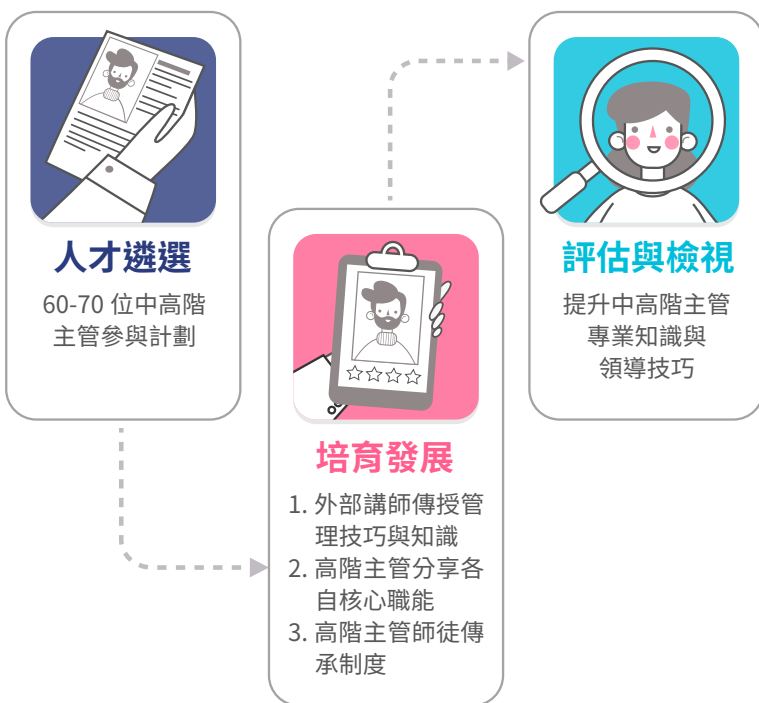 人才遴選
60-70 位中高階
主管參與計劃
培育發展
1. 外部講師傳授管
理技巧與知識
2. 高階主管分享各
自核心職能
3. 高階主管師徒傳
承制度
評估與檢視
提升中高階主管
專業知識與
領導技巧